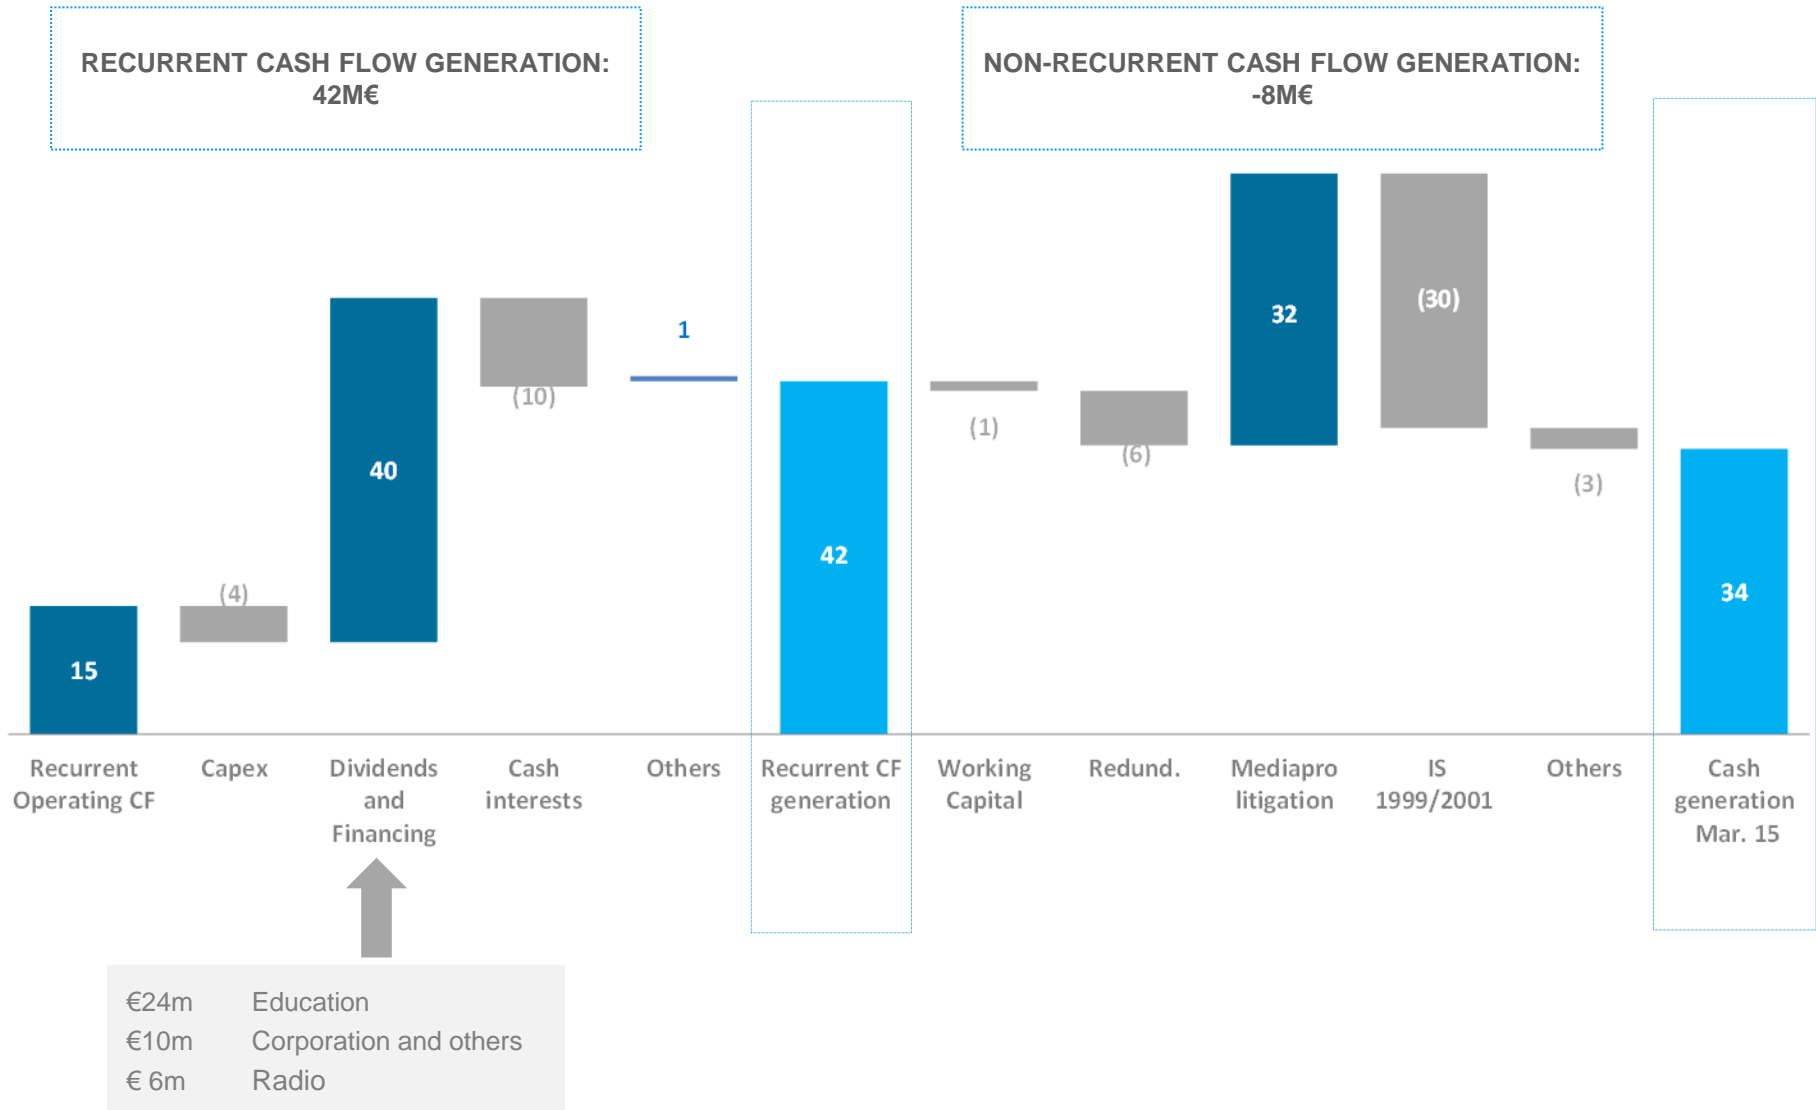 RECURRENT CASH FLOW GENERATION:
42M€
NON-RECURRENT CASH FLOW GENERATION:
-8M€
15
(4)
40
(10)
1
42
(1)
(6)
32
(30)
(3)
34
Recurrent
Operating CF
Capex
Dividends
and
Financing
Cash
interests
Others
Recurrent CF
generation
Working
Capital
Redund.
Mediapro
litigation
IS
1999/2001
Others
Cash
generation
Mar. 15
€24m Education
€10m Corporation and others
€ 6m Radio